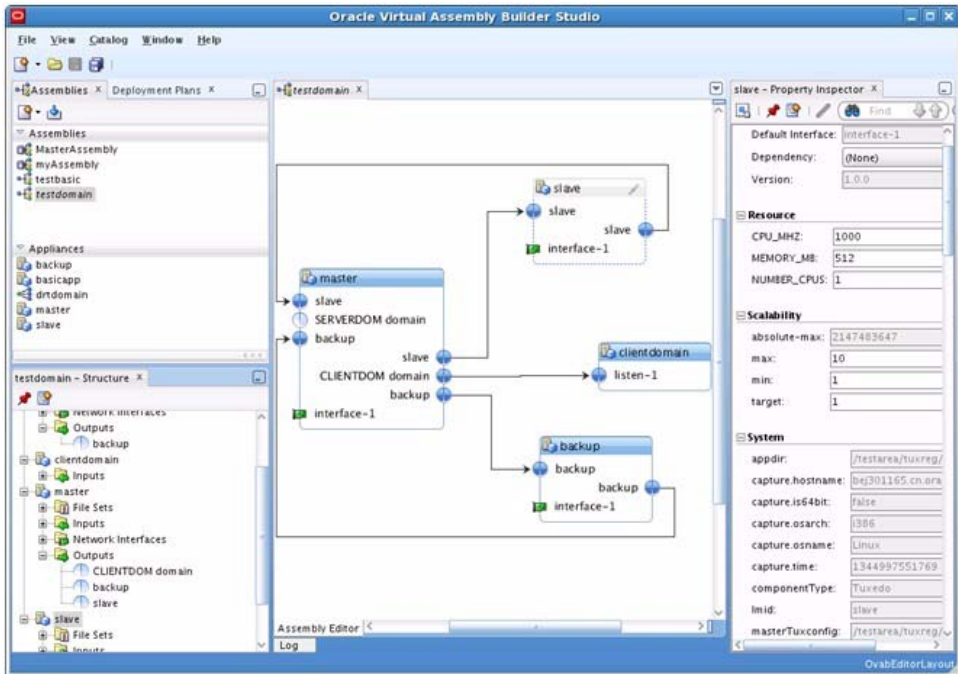 Oracle Virtual Assembly Builder Studio
File View Catalog Window Help
Assemblies X Deployment Plans X
Assemblies
MasterAssembly
myAssembly
testbasic
testdomain
Appliances
backup
basicapp
drtdomain
master
slave
testdomain - Structure X
Network Interfaces
Outputs
backup
clientdomain
Inputs
master
File Sets
Inputs
Network Interfaces
Outputs
CLIENTDOM domain
backup
slave
slave
File Sets
Inputs
testdomain X
slave
slave
slave
interface-1
master
slave
SERVERDOM domain
backup
slave
CLIENTDOM domain
backup
interface-1
clientdomain
listen-1
backup
backup
backup
interface-1
Assembly Editor
Log
slave - Property Inspector X
Find
Default Interface: interface-1
Dependency: (None)
Version: 1.0.0
Resource
CPU_MHZ: 1000
MEMORY_MB: 512
NUMBER_CPUS: 1
Scalability
absolute-max: 2147483647
max: 10
min: 1
target: 1
System
appdir: /testarea/tuxreg/
capture.hostname: bej301165.cn.ora
capture.is64bit: false
capture.osarch: i386
capture.osname: Linux
capture.time: 1344997551769
componentType: Tuxedo
lmid: slave
masterTuxconfig: /testarea/tuxreg/
OvabEditorLayout